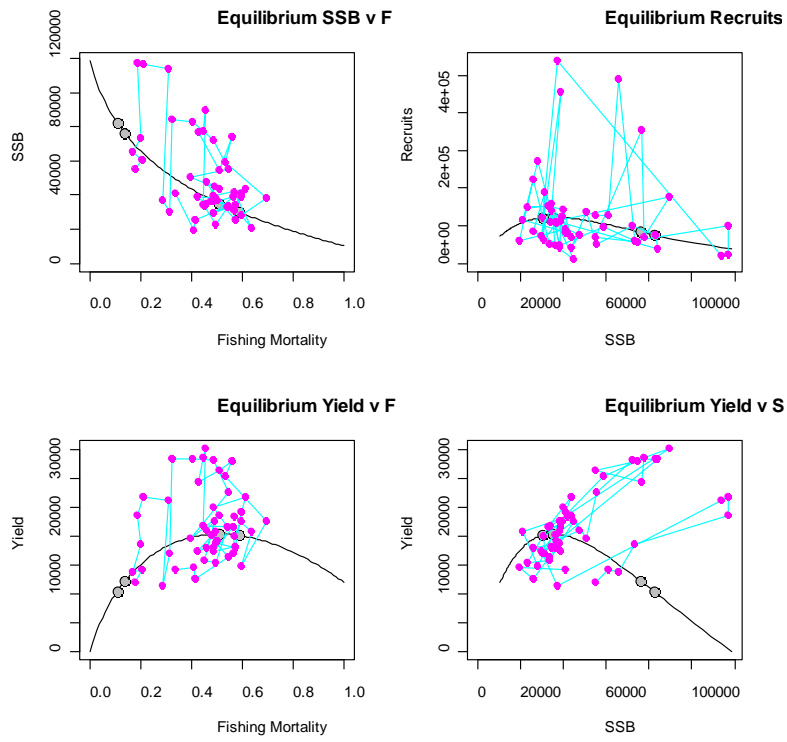 Equilibrium SSB v F
SSB
0
40000
80000
120000
0.0 0.2 0.4 0.6 0.8 1.0
Fishing Mortality
Equilibrium Recruits
Recruits
0e+00
2e+05
4e+05
0 20000 60000 100000
SSB
Equilibrium Yield v F
Yield
0
10000
20000
30000
0.0 0.2 0.4 0.6 0.8 1.0
Fishing Mortality
Equilibrium Yield v S
Yield
0
10000
20000
30000
0 20000 60000 100000
SSB